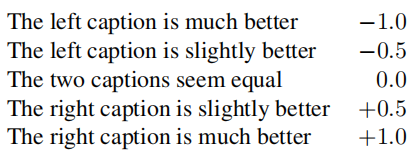 The left caption is much better −1.0
The left caption is slightly better −0.5
The two captions seem equal 0.0
The right caption is slightly better +0.5
The right caption is much better +1.0